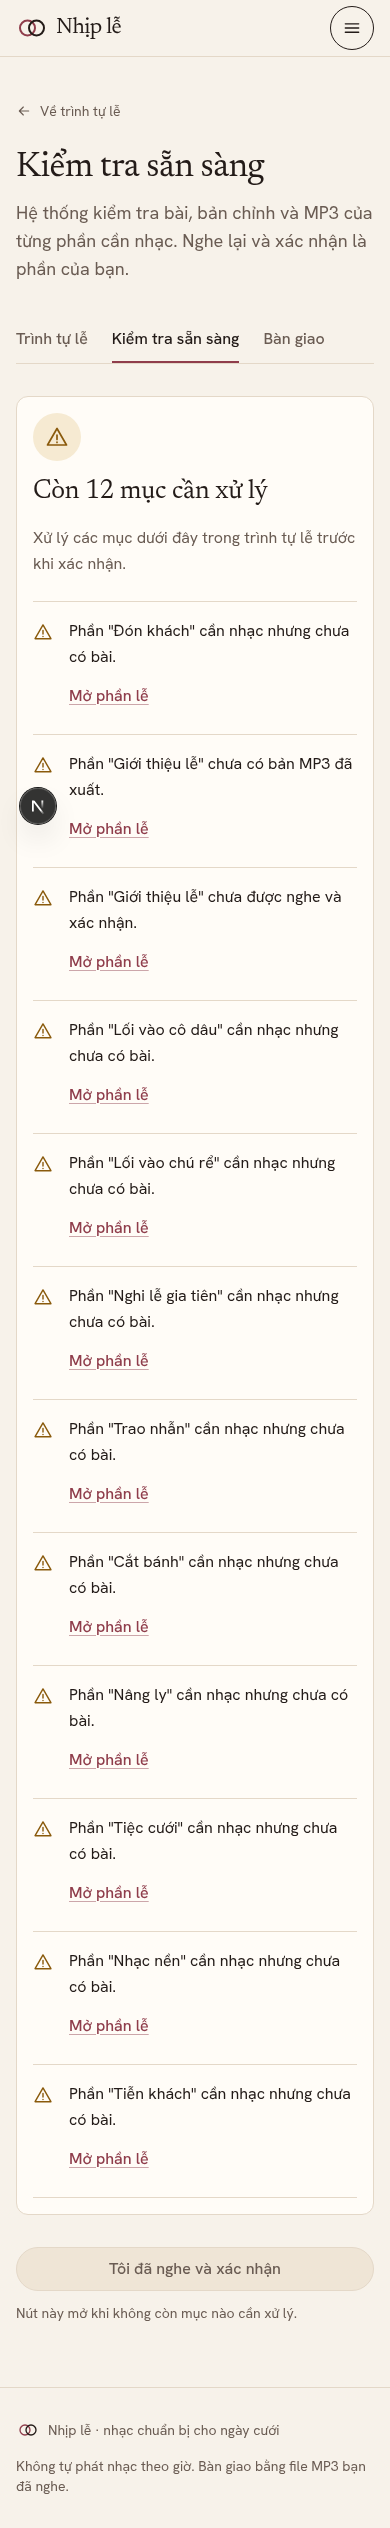 Nhịp lễ
Về trình tự lễ
Kiểm tra sẵn sàng
Hệ thống kiểm tra bài, bản chỉnh và MP3 của
từng phần cần nhạc. Nghe lại và xác nhận là
phần của bạn.
Trình tự lễ Kiểm tra sẵn sàng Bàn giao
Còn 12 mục cần xử lý
Xử lý các mục dưới đây trong trình tự lễ trước
khi xác nhận.
Phần "Đón khách" cần nhạc nhưng chưa
có bài.
Mở phần lễ
Phần "Giới thiệu lễ" chưa có bản MP3 đã
xuất.
Mở phần lễ
N
Phần "Giới thiệu lễ" chưa được nghe và
xác nhận.
Mở phần lễ
Phần "Lối vào cô dâu" cần nhạc nhưng
chưa có bài.
Mở phần lễ
Phần "Lối vào chú rể" cần nhạc nhưng
chưa có bài.
Mở phần lễ
Phần "Nghi lễ gia tiên" cần nhạc nhưng
chưa có bài.
Mở phần lễ
Phần "Trao nhẫn" cần nhạc nhưng chưa
có bài.
Mở phần lễ
Phần "Cắt bánh" cần nhạc nhưng chưa
có bài.
Mở phần lễ
Phần "Nâng ly" cần nhạc nhưng chưa có
bài.
Mở phần lễ
Phần "Tiệc cưới" cần nhạc nhưng chưa
có bài.
Mở phần lễ
Phần "Nhạc nền" cần nhạc nhưng chưa
có bài.
Mở phần lễ
Phần "Tiễn khách" cần nhạc nhưng chưa
có bài.
Mở phần lễ
Tôi đã nghe và xác nhận
Nút này mở khi không còn mục nào cần xử lý.
Nhịp lễ · nhạc chuẩn bị cho ngày cưới
Không tự phát nhạc theo giờ. Bàn giao bằng file MP3 bạn
đã nghe.